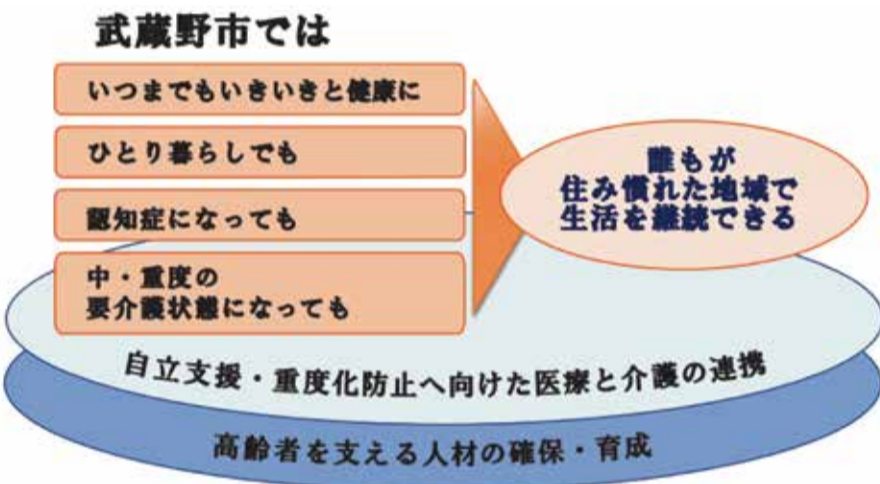 武蔵野市では
いつまでもいきいきと健康に
ひとり暮らしでも
認知症になっても
中・重度の
要介護状態になっても
誰もが
住み慣れた地域で
生活を継続できる
自立支援・重度化防止へ向けた医療と介護の連携
高齢者を支える人材の確保・育成